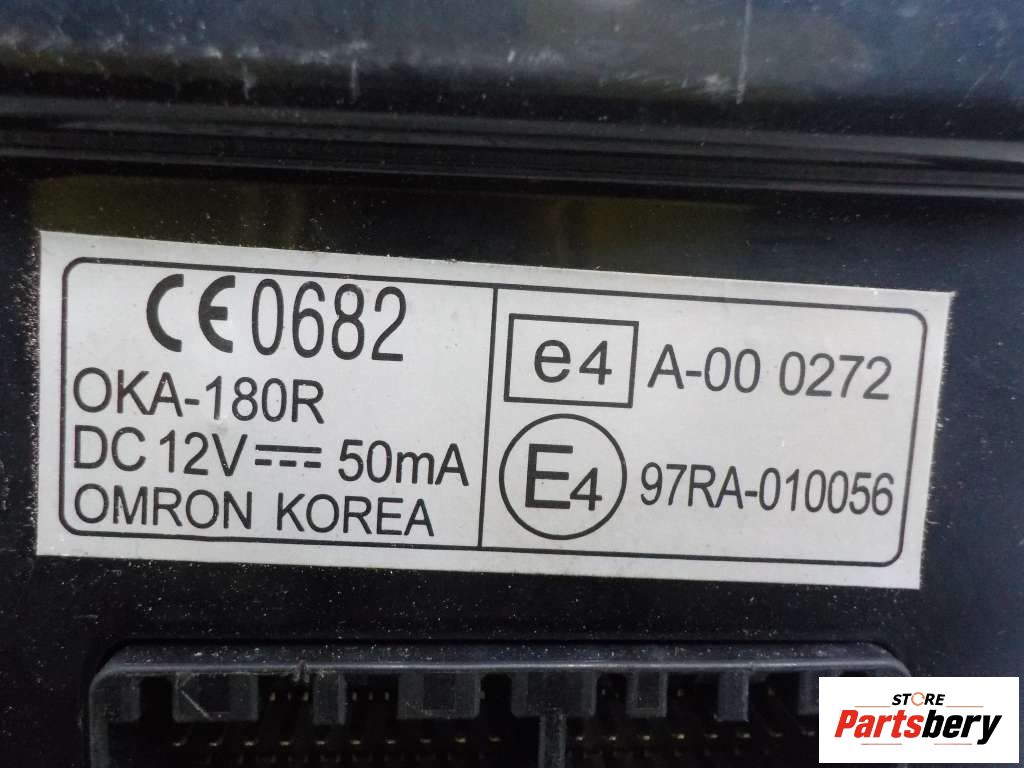 CE 0682
OKA-180R
DC 12V 50mA
OMRON KOREA
e4 A-00 0272
E4 97RA-010056
STORE
Partsbery